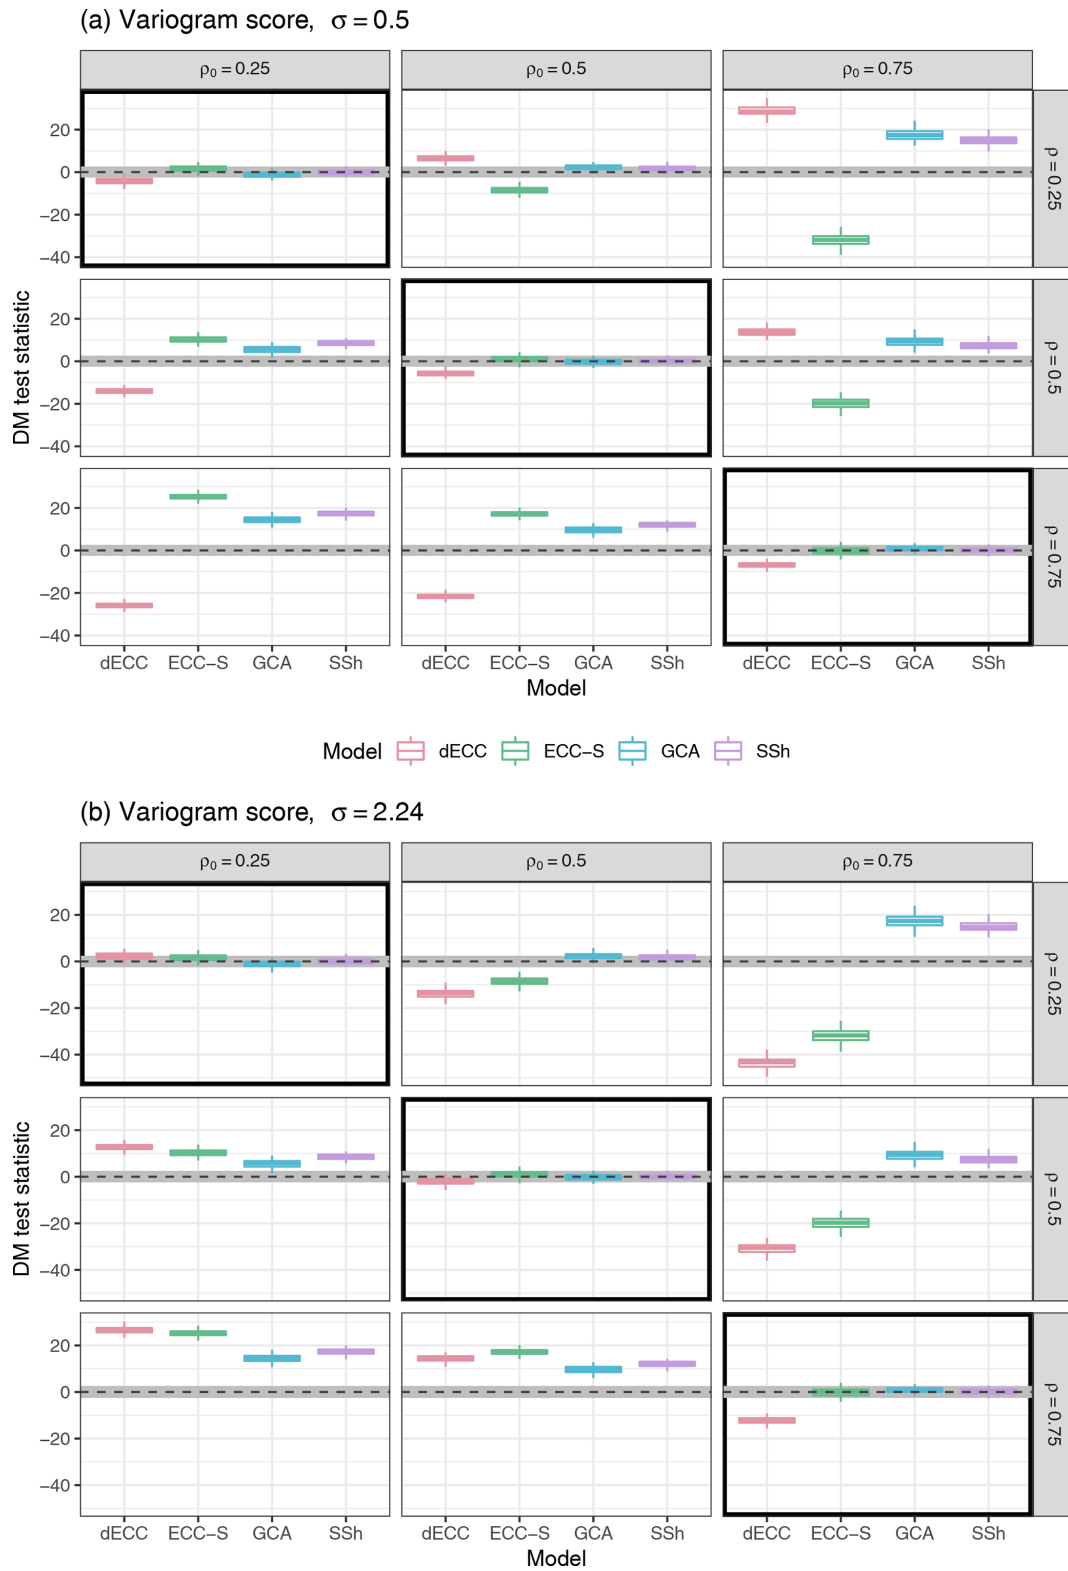 (a) Variogram score, σ = 0.5
ρ₀ = 0.25 ρ₀ = 0.5 ρ₀ = 0.75
20
0
−20
−40
ρ = 0.25
20
0
−20
−40
ρ = 0.5
20
0
−20
−40
ρ = 0.75
DM test statistic
dECC ECC−S GCA SSh dECC ECC−S GCA SSh dECC ECC−S GCA SSh
Model
Model dECC ECC−S GCA SSh
(b) Variogram score, σ = 2.24
ρ₀ = 0.25 ρ₀ = 0.5 ρ₀ = 0.75
20
0
−20
−40
ρ = 0.25
20
0
−20
−40
ρ = 0.5
20
0
−20
−40
ρ = 0.75
DM test statistic
dECC ECC−S GCA SSh dECC ECC−S GCA SSh dECC ECC−S GCA SSh
Model